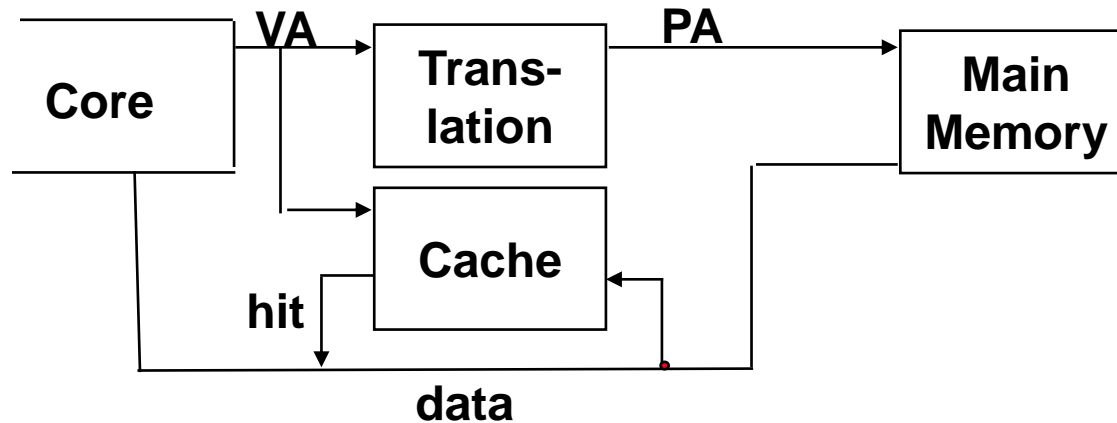 VA
PA
Core
Trans-
lation
Main
Memory
Cache
hit
data